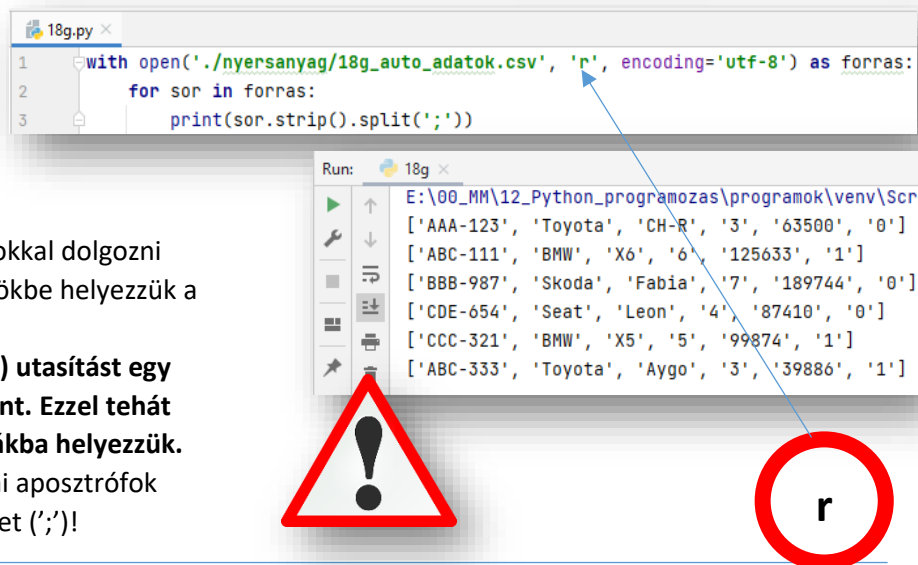 18g.py
1 with open('./nyersanyag/18g_auto_adatok.csv', 'r', encoding='utf-8') as forras:
2 for sor in forras:
3 print(sor.strip().split(';'))
Run: 18g
E:\00_MM\12_Python_programozas\programok\venv\Scr
['AAA-123', 'Toyota', 'CH-R', '3', '63500', '0']
['ABC-111', 'BMW', 'X6', '6', '125633', '1']
['BBB-987', 'Skoda', 'Fabia', '7', '189744', '0']
['CDE-654', 'Seat', 'Leon', '4', '87410', '0']
['CCC-321', 'BMW', 'X5', '5', '99874', '1']
['ABC-333', 'Toyota', 'Aygo', '3', '39886', '1']
okkal dolgozni
ökbe helyezzük a
) utasítást egy
nt. Ezzel tehát
ákba helyezzük.
ni aposztrófok
et (';')!
!
r